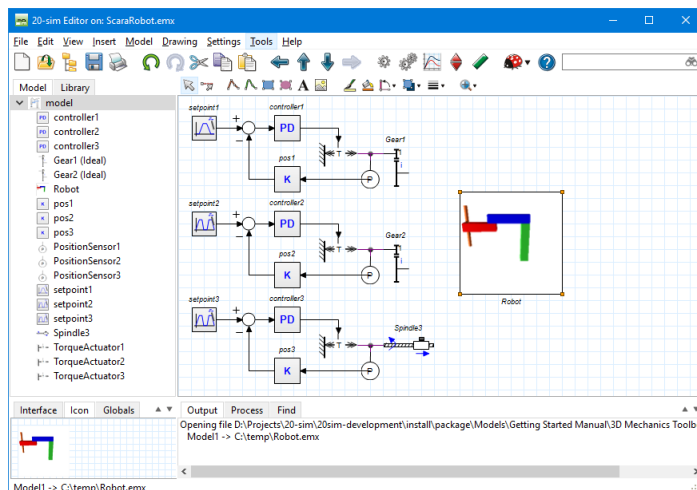 20-sim Editor on: ScaraRobot.emx
File Edit View Insert Model Drawing Settings Tools Help
Model Library
model
controller1
controller2
controller3
Gear1 (Ideal)
Gear2 (Ideal)
Robot
pos1
pos2
pos3
PositionSensor1
PositionSensor2
PositionSensor3
setpoint1
setpoint2
setpoint3
Spindle3
TorqueActuator1
TorqueActuator2
TorqueActuator3
setpoint1 controller1
PD
T
Gear1
pos1
K
P
setpoint2 controller2
PD
T
Gear2
pos2
K
P
Robot
setpoint3 controller3
PD
T
Spindle3
pos3
K
P
Interface Icon Globals
Output Process Find
Opening file D:\Projects\20-sim\20sim-development\install\package\Models\Getting Started Manual\3D Mechanics Toolb
Model1 -> C:\temp\Robot.emx
Model1 -> C:\temp\Robot.emx